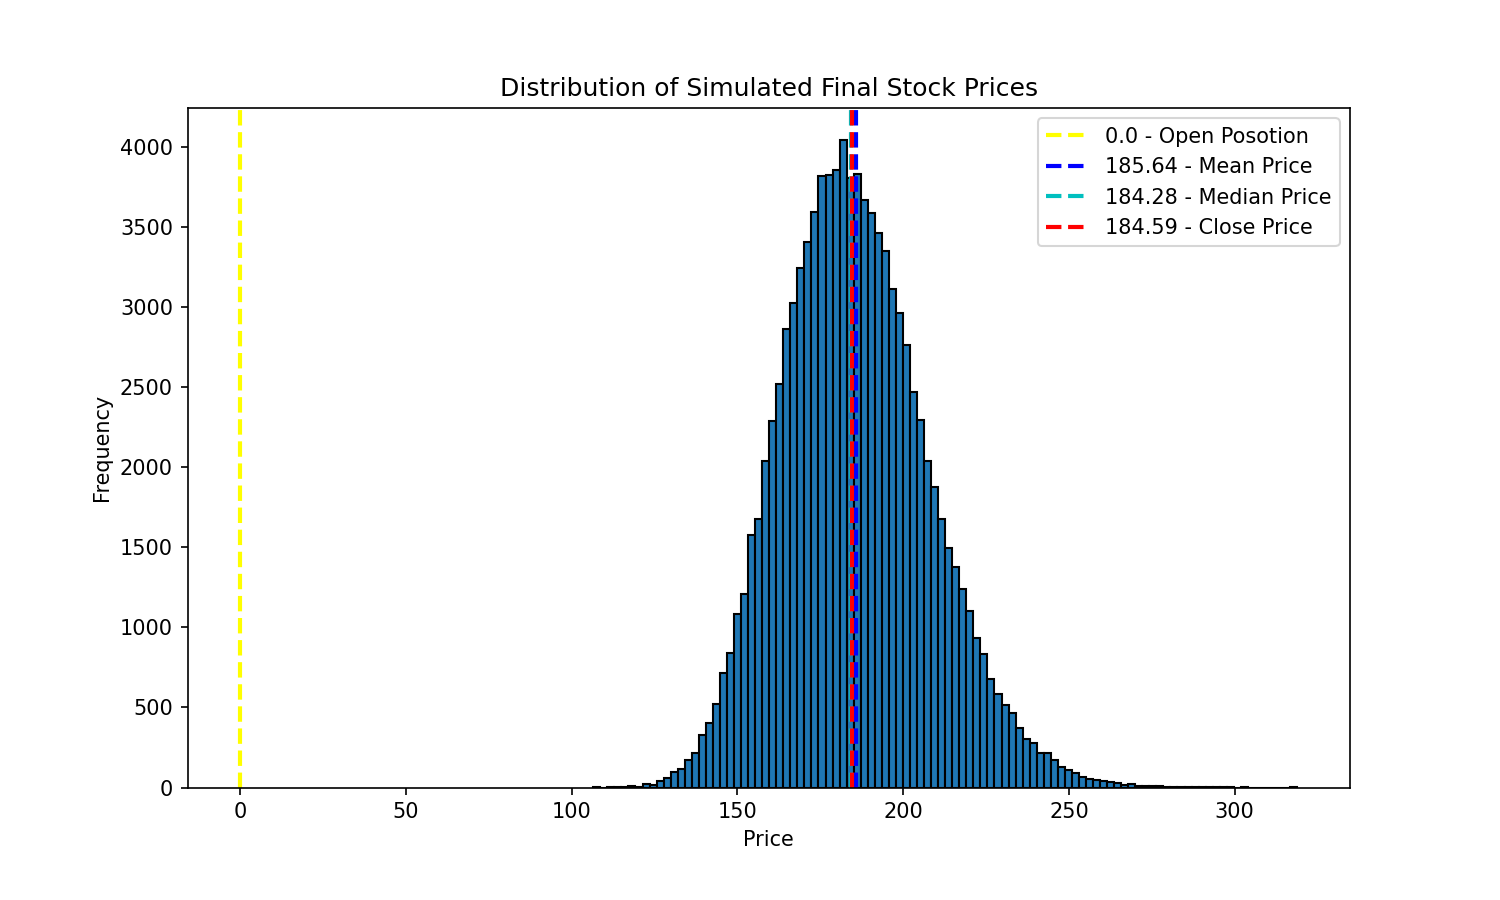 Distribution of Simulated Final Stock Prices
0.0 - Open Posotion
185.64 - Mean Price
184.28 - Median Price
184.59 - Close Price
Frequency
4000
3500
3000
2500
2000
1500
1000
500
0
0 50 100 150 200 250 300
Price